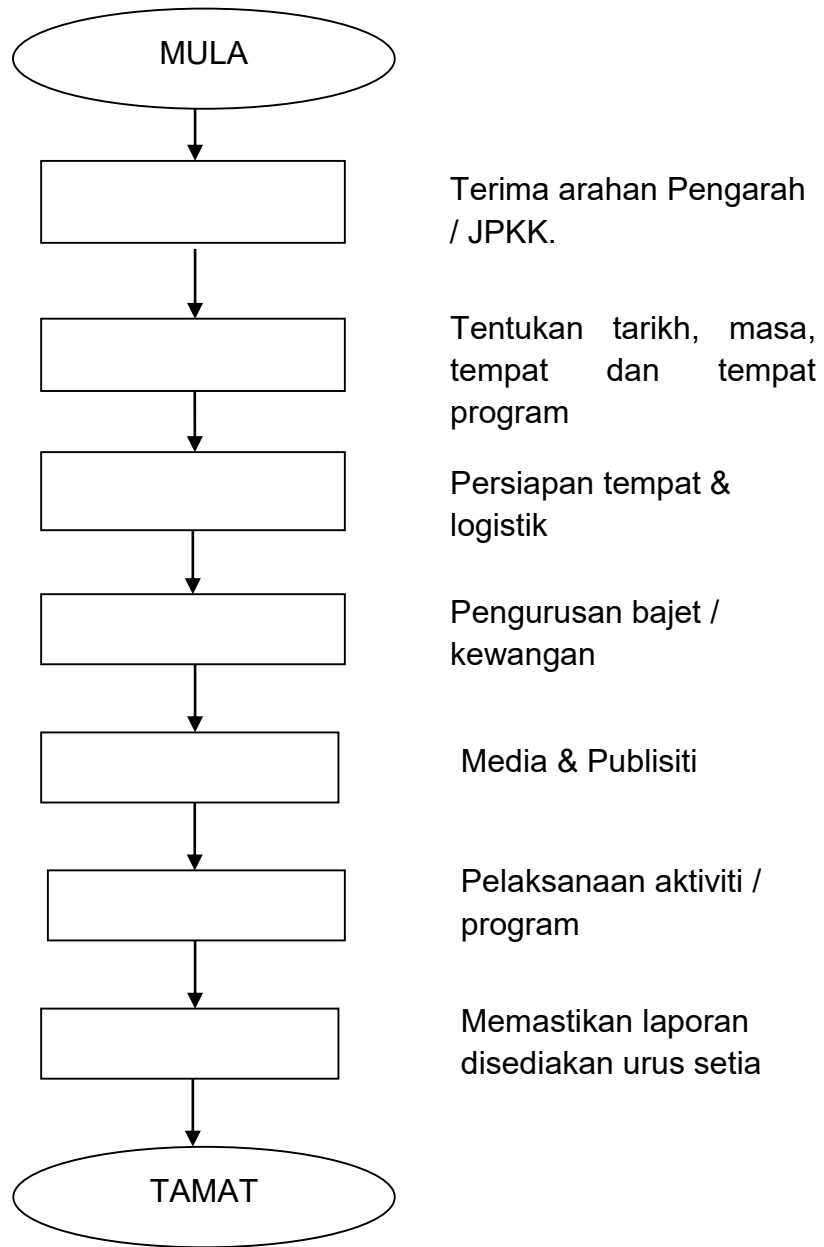 MULA
Terima arahan Pengarah
/ JPKK.
Tentukan tarikh, masa,
tempat dan tempat
program
Persiapan tempat &
logistik
Pengurusan bajet /
kewangan
Media & Publisiti
Pelaksanaan aktiviti /
program
Memastikan laporan
disediakan urus setia
TAMAT